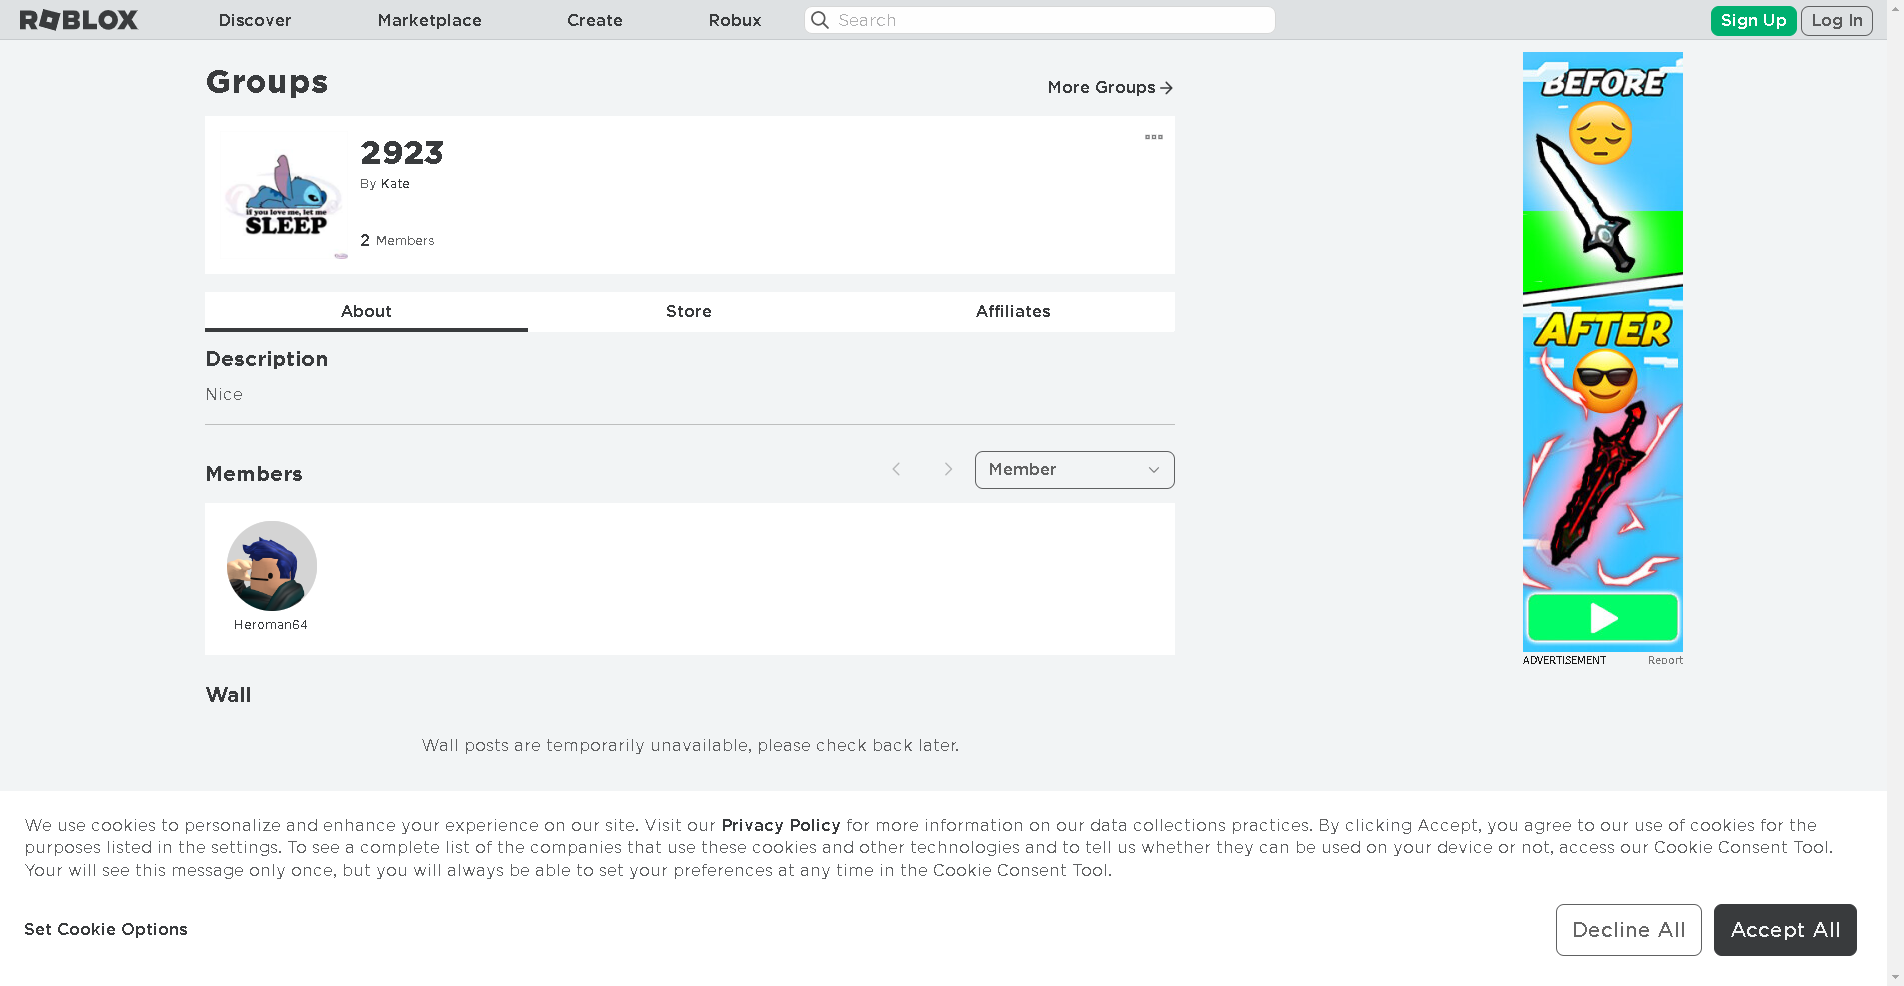 ROBLOX
Discover
Marketplace
Create
Robux
Search
Sign Up
Log In
Groups
More Groups
2923
By Kate
if you love me, let me
SLEEP
2 Members
About
Store
Affiliates
Description
Nice
Members
Member
Heroman64
Wall
Wall posts are temporarily unavailable, please check back later.
BEFORE
AFTER
ADVERTISEMENT
Report
We use cookies to personalize and enhance your experience on our site. Visit our Privacy Policy for more information on our data collections practices. By clicking Accept, you agree to our use of cookies for the
purposes listed in the settings. To see a complete list of the companies that use these cookies and other technologies and to tell us whether they can be used on your device or not, access our Cookie Consent Tool.
Your will see this message only once, but you will always be able to set your preferences at any time in the Cookie Consent Tool.
Set Cookie Options
Decline All
Accept All